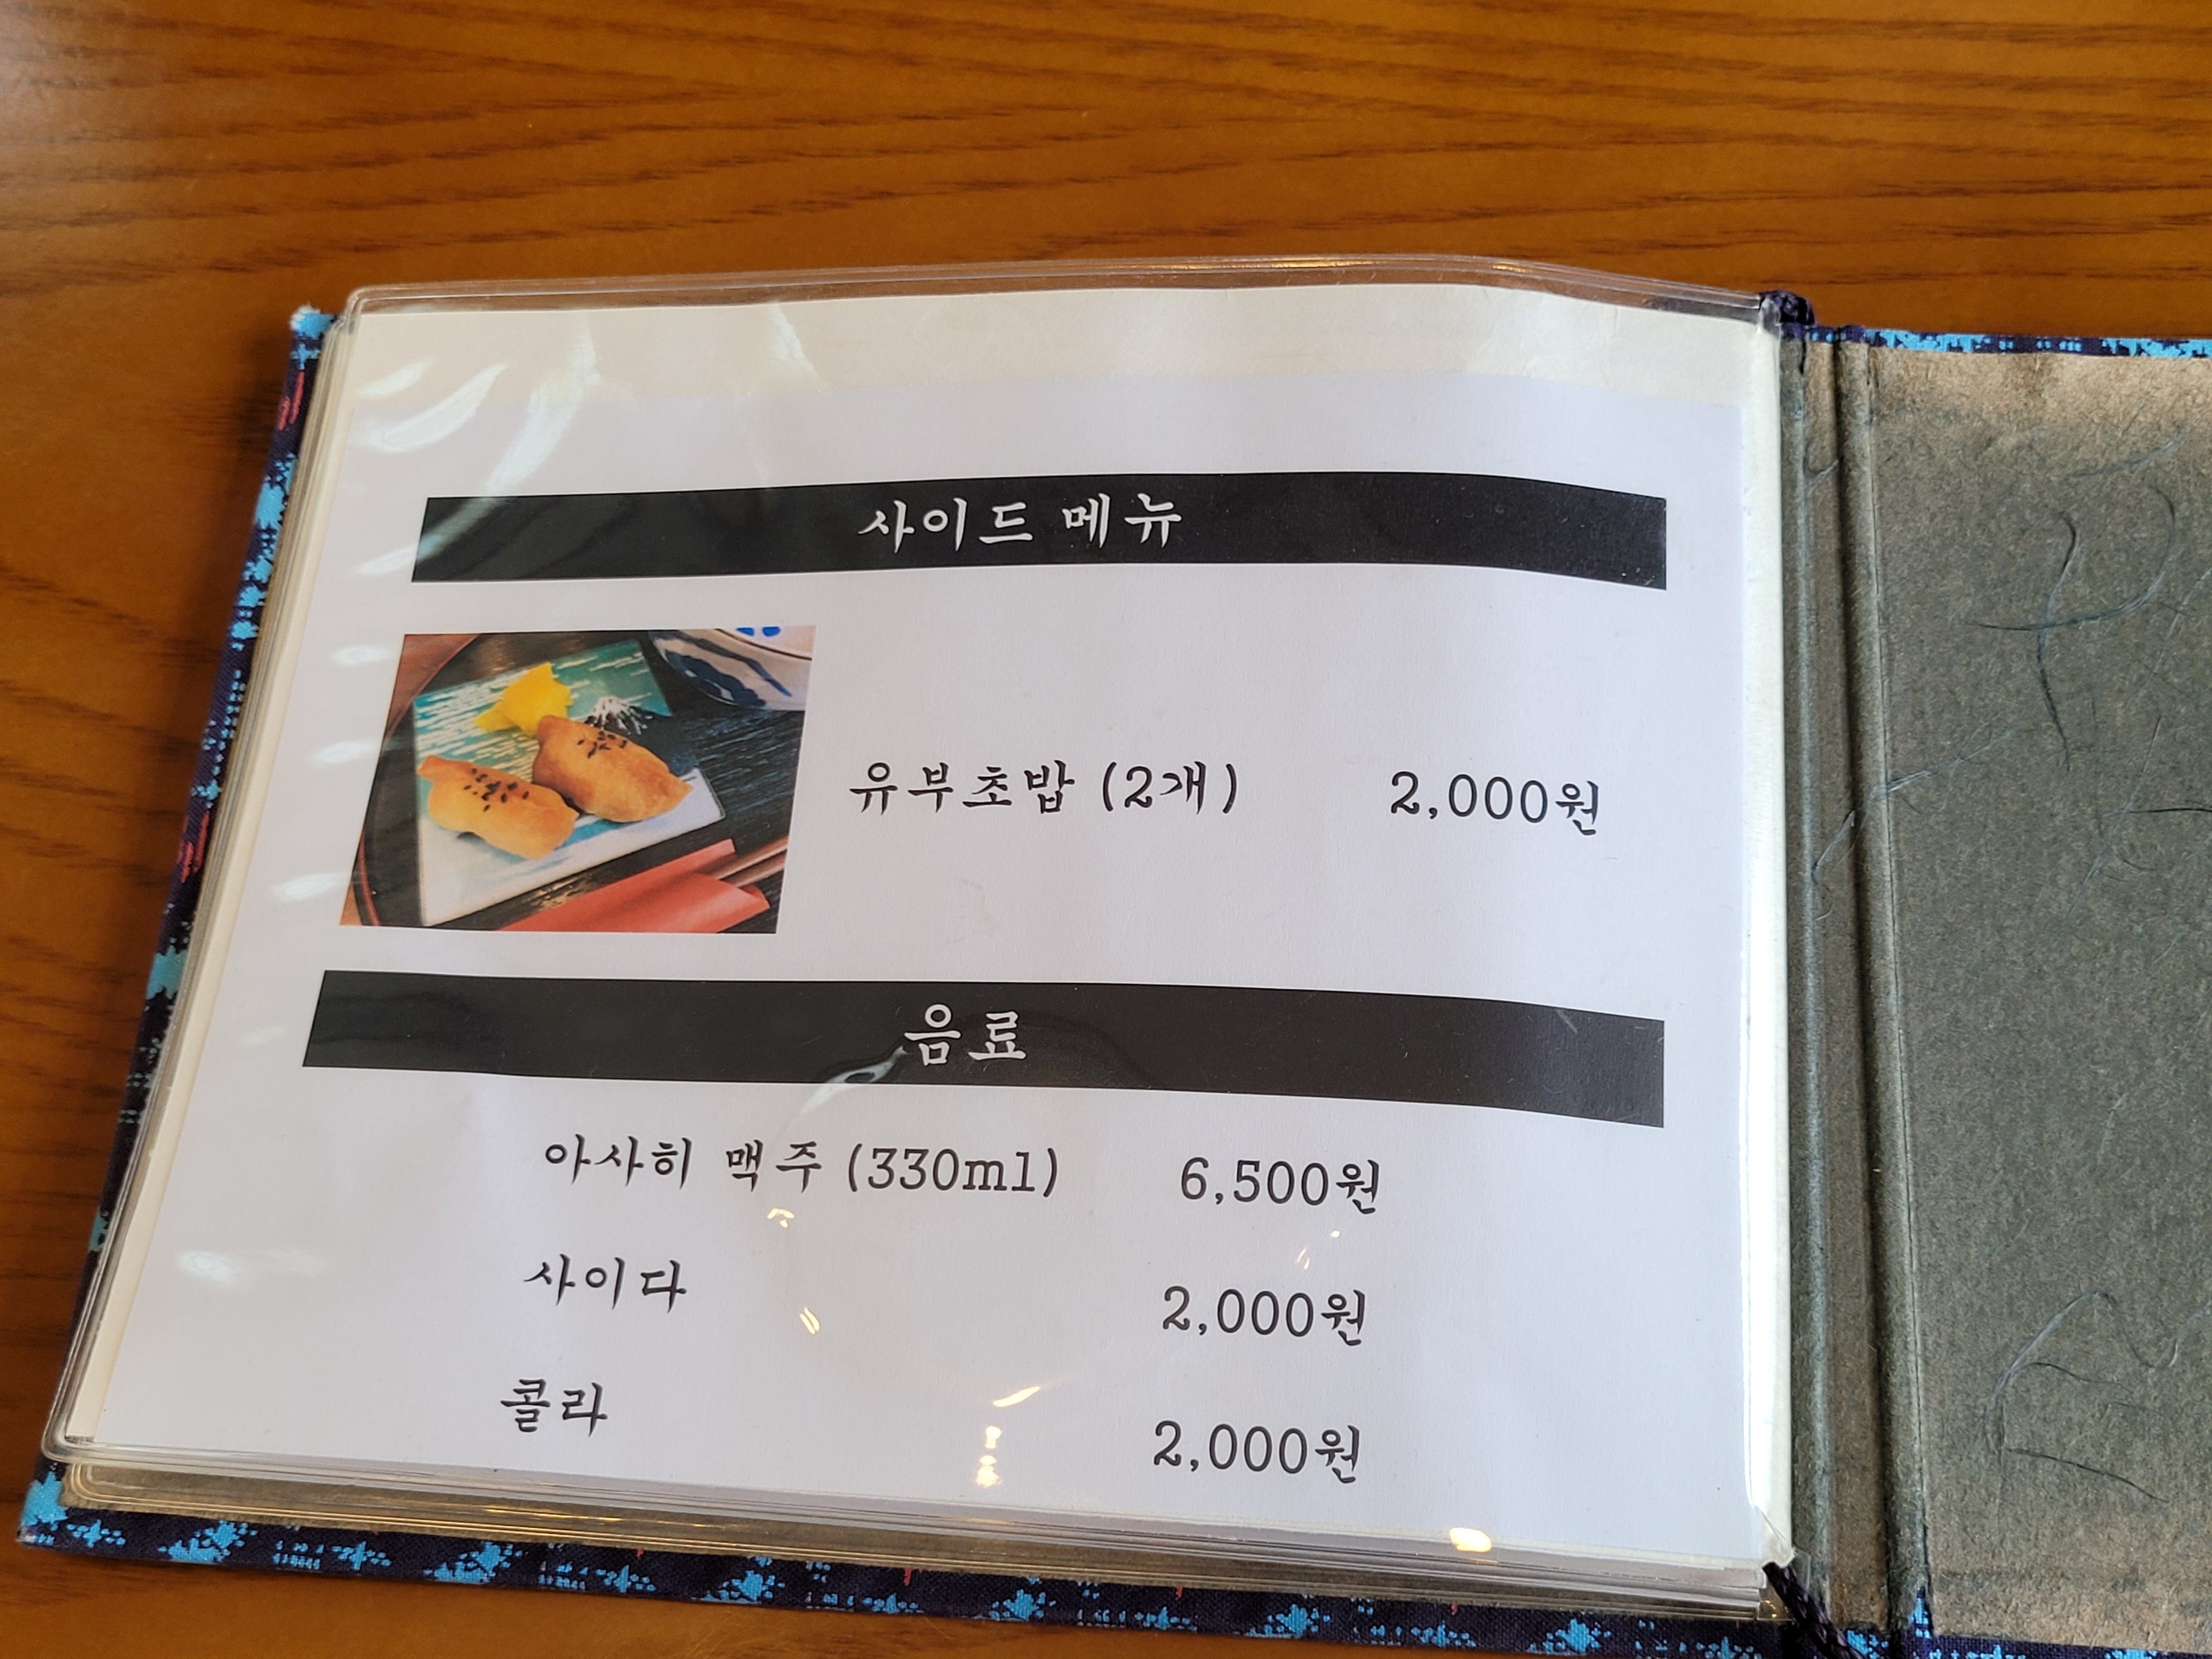 사이드 메뉴
유부초밥 (2개) 2,000원
음료
아사히 맥주 (330ml) 6,500원
사이다 2,000원
콜라 2,000원